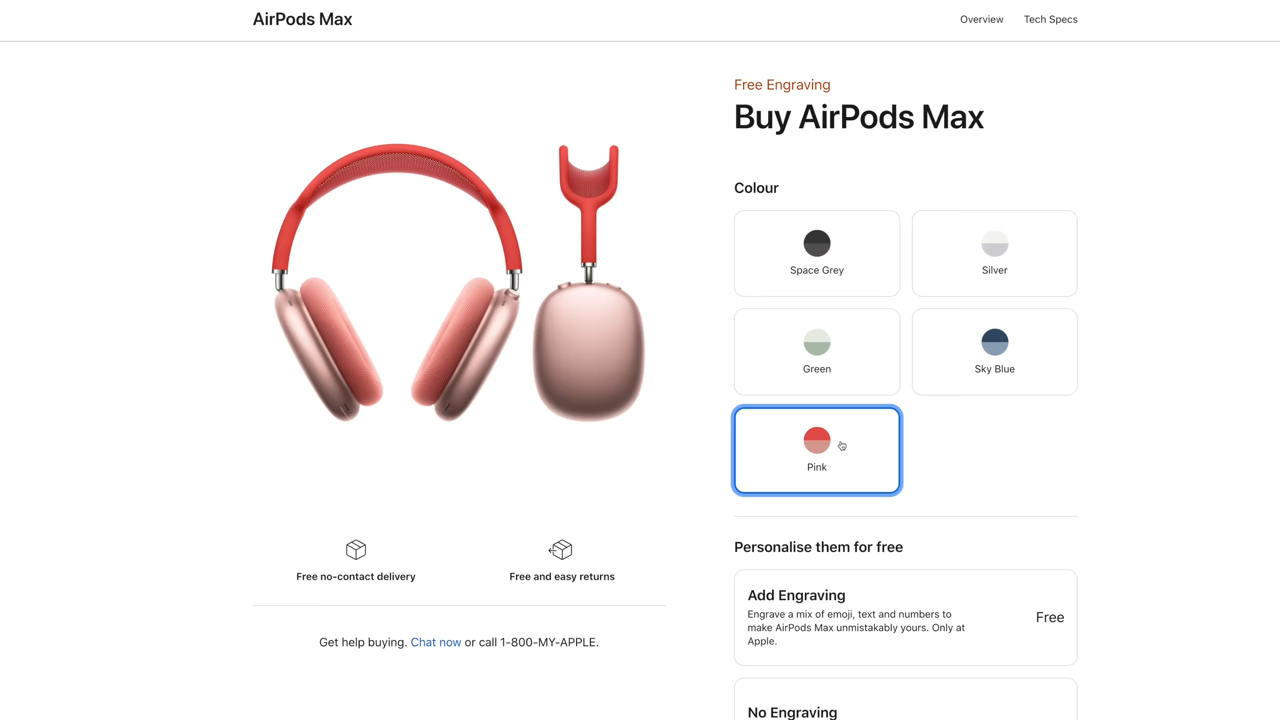 AirPods Max
Overview
Tech Specs
Free Engraving
Buy AirPods Max
Colour
Space Grey
Silver
Green
Sky Blue
Pink
Personalise them for free
Add Engraving
Engrave a mix of emoji, text and numbers to
make AirPods Max unmistakably yours. Only at
Apple.
Free
No Engraving
Free no-contact delivery
Free and easy returns
Get help buying. Chat now or call 1-800-MY-APPLE.